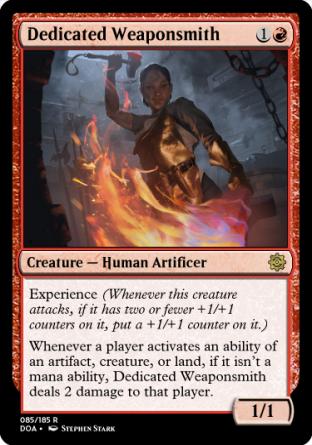 Dedicated Weaponsmith 1
Creature — Human Artificer
Experience (Whenever this creature
attacks, if it has two or fewer +1/+1
counters on it, put a +1/+1 counter on it.)
Whenever a player activates an ability of
an artifact, creature, or land, if it isn't a
mana ability, Dedicated Weaponsmith
deals 2 damage to that player.
1/1
085/185 R
DOA • Stephen Stark